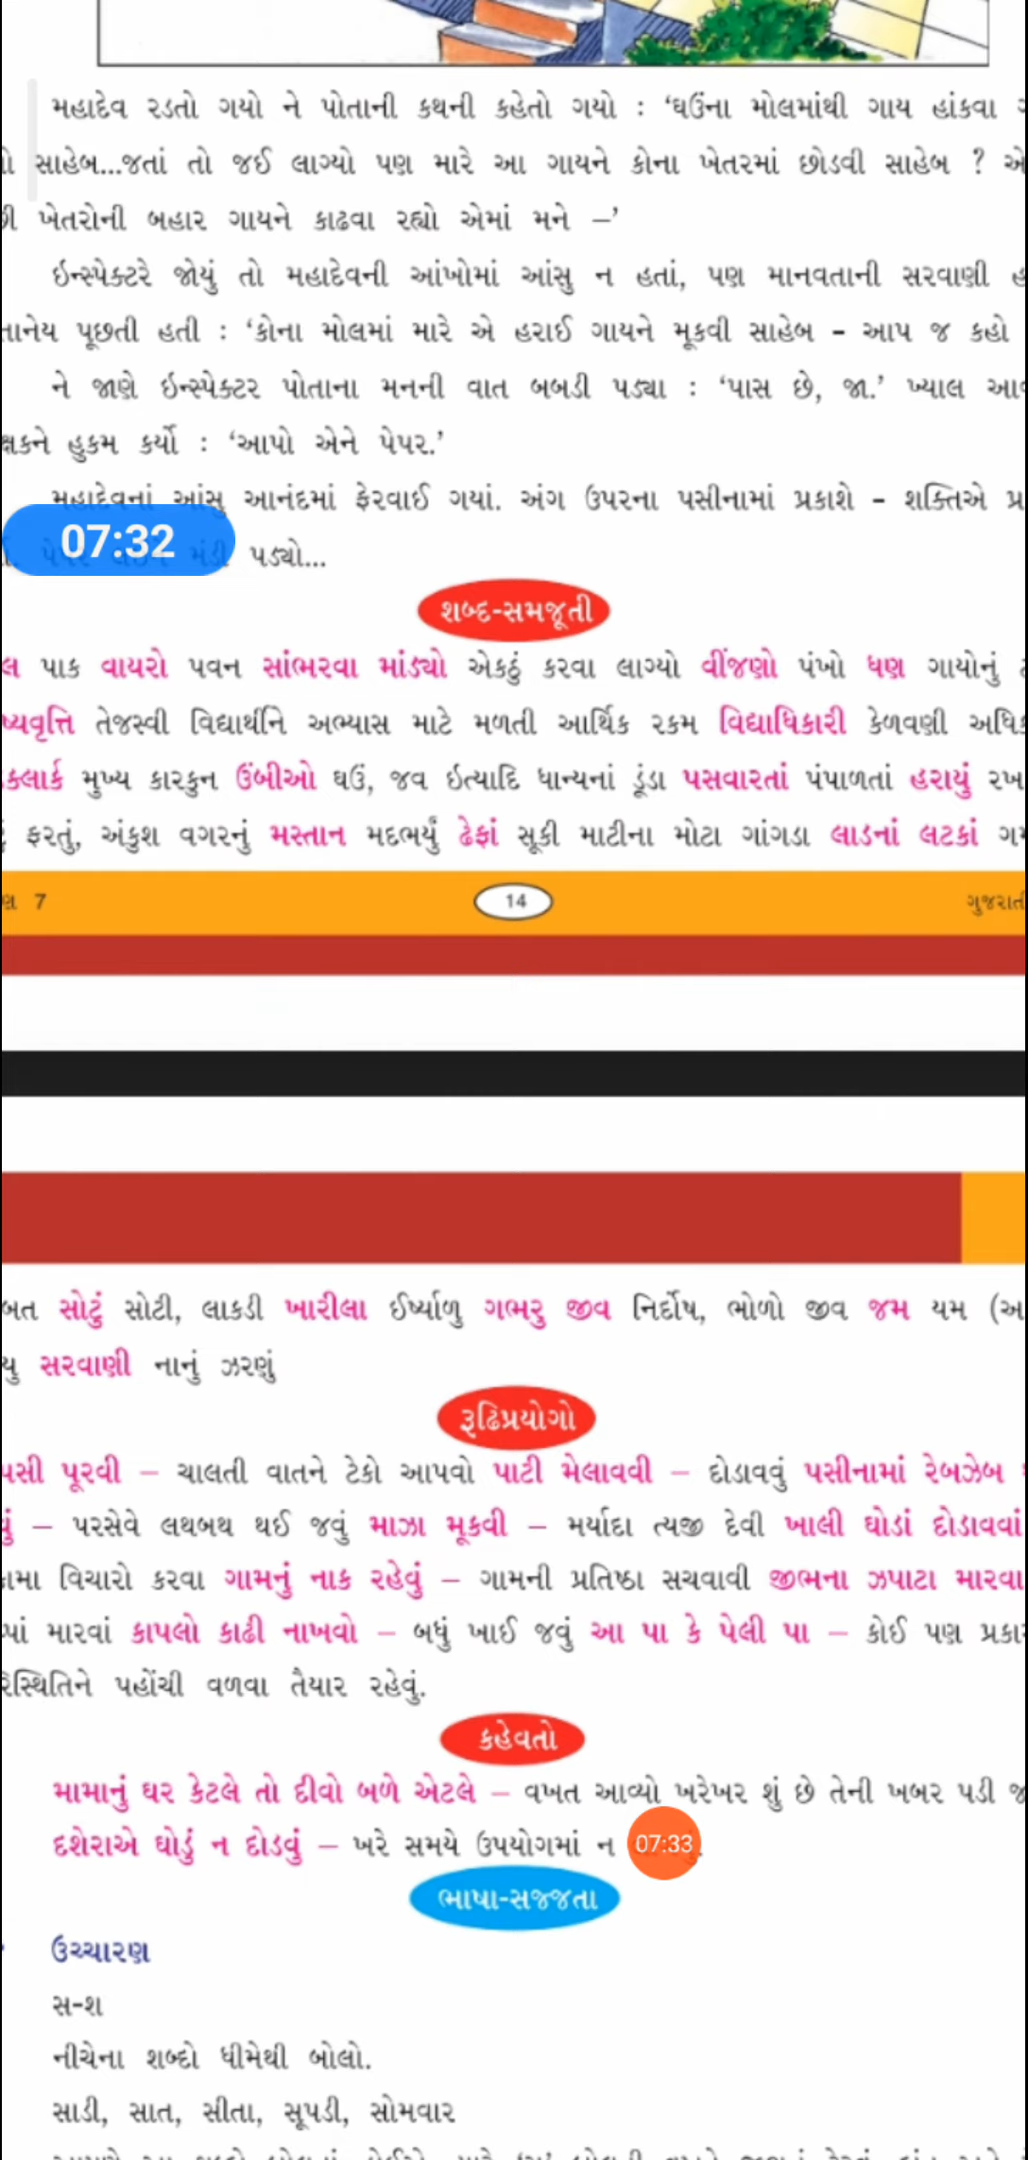 મહાદેવ રડતો ગયો ને પોતાની કથની કહેતો ગયો : ‘ઘઉંના મોલમાંથી ગાય હાંકવા
સાહેબ...જતાં તો જઈ લાગ્યો પણ મારે આ ગાયને કોના ખેતરમાં છોડવી સાહેબ ?
ખેતરોની બહાર ગાયને કાઢવા રહ્યો એમાં મને –’
ઇન્સ્પેક્ટરે જોયું તો મહાદેવની આંખોમાં આંસુ ન હતાં, પણ માનવતાની સરવાણી
પૂછતી હતી : ‘કોના મોલમાં મારે એ હરાઈ ગાયને મૂકવી સાહેબ – આપ જ કહો
ને જાણે ઇન્સ્પેક્ટર પોતાના મનની વાત બબડી પડ્યા : ‘પાસ છે, જા.’ ખ્યાલ
હુકમ કર્યો : ‘આપો એને પેપર.’
મહાદેવનાં આંસુ આનંદમાં ફેરવાઈ ગયાં. અંગ ઉપરના પસીનામાં પ્રકાશે – શક્તિએ
07:32 પડ્યો...
શબ્દ-સમજૂતી
પાક વાયરો પવન સાંભરવા માંડ્યો એકઠું કરવા લાગ્યો વીંજણો પંખો ધણ ગાયોનું
તેજસ્વી વિદ્યાર્થીને અભ્યાસ માટે મળતી આર્થિક રકમ વિદ્યાધિકારી કેળવણી
ક્લાર્ક મુખ્ય કારકુન ઉંબીઓ ઘઉં, જવ ઇત્યાદિ ધાન્યનાં ડૂંડા પસવારતાં પંપાળતાં હરાયું
ફરતું, અંકુશ વગરનું મસ્તાન મદભર્યું ઢેફાં સૂકી માટીના મોટા ગાંગડા લાડનાં લટકાં
7 14 ગુજરાતી
સોટું સોટી, લાકડી ખારીલા ઈર્ષ્યાળુ ગભરુ જીવ નિર્દોષ, ભોળો જીવ જમ યમ
સરવાણી નાનું ઝરણું
રૂઢિપ્રયોગો
પૂરવી – ચાલતી વાતને ટેકો આપવો પાટી મેલાવવી – દોડાવવું પસીનામાં રેબઝેબ
– પરસેવે લથબથ થઈ જવું માઝા મૂકવી – મર્યાદા ત્યજી દેવી ખાલી ઘોડાં દોડાવવાં
વિચારો કરવા ગામનું નાક રહેવું – ગામની પ્રતિષ્ઠા સચવાવી જીભના ઝપાટા મારવા
મારવાં કાપલો કાઢી નાખવો – બધું ખાઈ જવું આ પા કે પેલી પા – કોઈ પણ
પહોંચી વળવા તૈયાર રહેવું.
કહેવતો
મામાનું ઘર કેટલે તો દીવો બળે એટલે – વખત આવ્યો ખરેખર શું છે તેની ખબર પડી
દશેરાએ ઘોડું ન દોડવું – ખરે સમયે ઉપયોગમાં ન 07:33
ભાષા-સજ્જતા
ઉચ્ચારણ
સ-શ
નીચેના શબ્દો ધીમેથી બોલો.
સાડી, સાત, સીતા, સૂપડી, સોમવાર